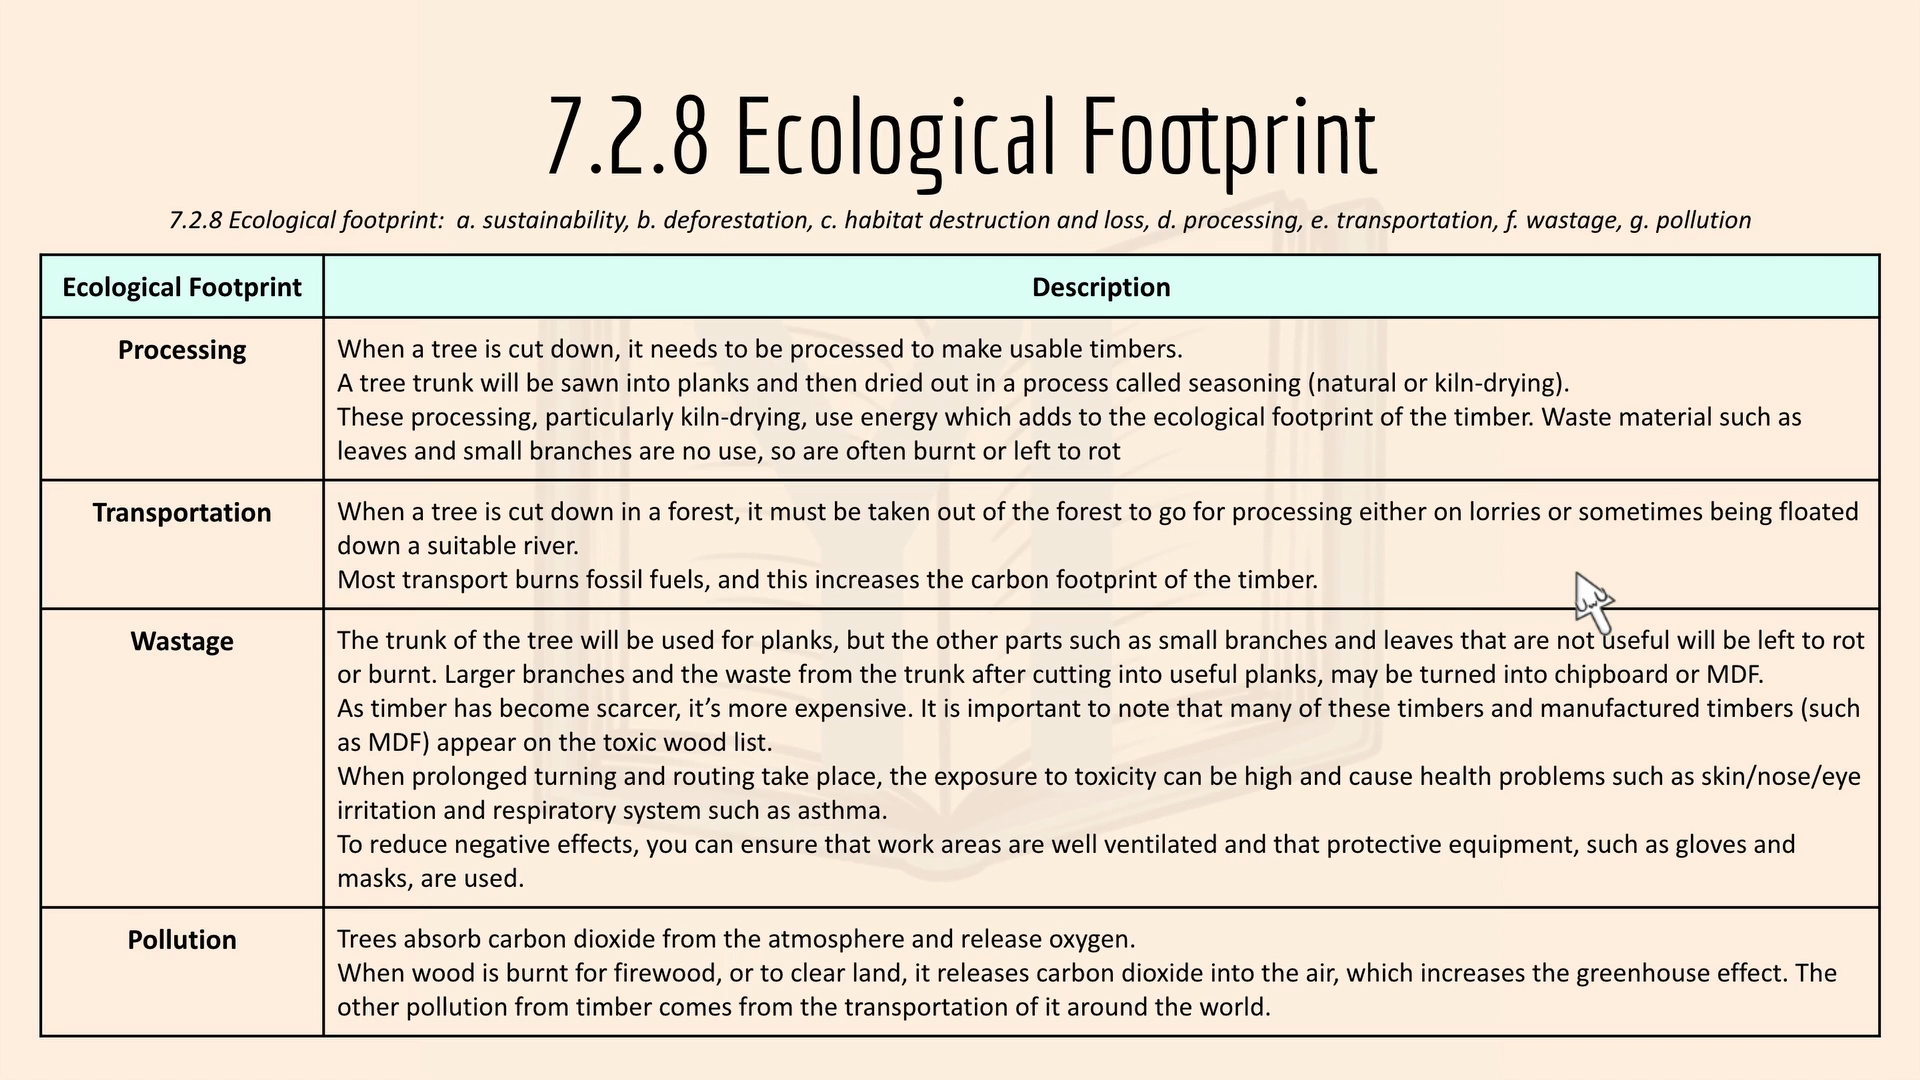 7.2.8 Ecological Footprint
7.2.8 Ecological footprint:  a. sustainability, b. deforestation, c. habitat destruction and loss, d. processing, e. transportation, f. wastage, g. pollution
Ecological Footprint
Description
Processing
When a tree is cut down, it needs to be processed to make usable timbers.
A tree trunk will be sawn into planks and then dried out in a process called seasoning (natural or kiln-drying).
These processing, particularly kiln-drying, use energy which adds to the ecological footprint of the timber. Waste material such as
leaves and small branches are no use, so are often burnt or left to rot
Transportation
When a tree is cut down in a forest, it must be taken out of the forest to go for processing either on lorries or sometimes being floated
down a suitable river.
Most transport burns fossil fuels, and this increases the carbon footprint of the timber.
Wastage
The trunk of the tree will be used for planks, but the other parts such as small branches and leaves that are not useful will be left to rot
or burnt. Larger branches and the waste from the trunk after cutting into useful planks, may be turned into chipboard or MDF.
As timber has become scarcer, it’s more expensive. It is important to note that many of these timbers and manufactured timbers (such
as MDF) appear on the toxic wood list.
When prolonged turning and routing take place, the exposure to toxicity can be high and cause health problems such as skin/nose/eye
irritation and respiratory system such as asthma.
To reduce negative effects, you can ensure that work areas are well ventilated and that protective equipment, such as gloves and
masks, are used.
Pollution
Trees absorb carbon dioxide from the atmosphere and release oxygen.
When wood is burnt for firewood, or to clear land, it releases carbon dioxide into the air, which increases the greenhouse effect. The
other pollution from timber comes from the transportation of it around the world.